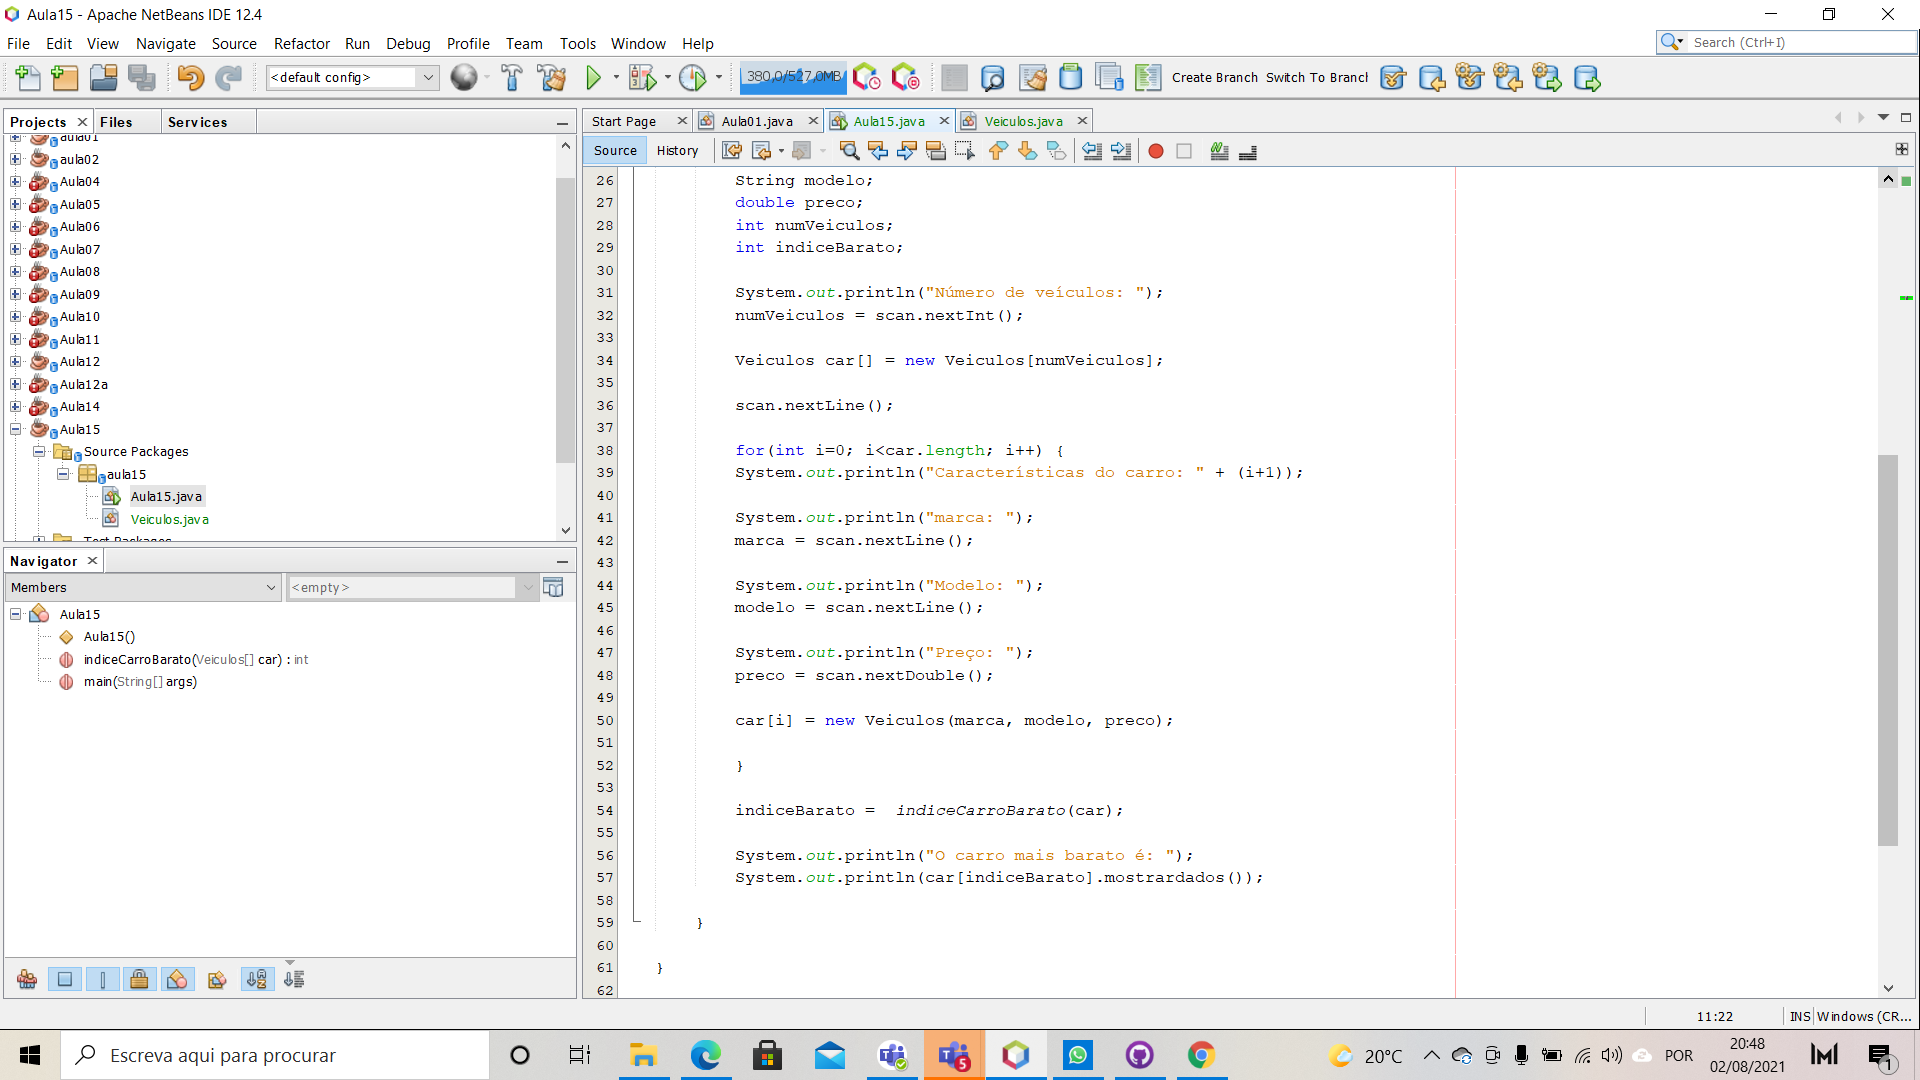 Aula15 - Apache NetBeans IDE 12.4
File Edit View Navigate Source Refactor Run Debug Profile Team Tools Window Help
Search (Ctrl+I)
<default config>
380,0/527,0MB
Create Branch Switch To Branch
Projects Files Services
aula01
aula02
Aula04
Aula05
Aula06
Aula07
Aula08
Aula09
Aula10
Aula11
Aula12
Aula12a
Aula14
Aula15
Source Packages
aula15
Aula15.java
Veiculos.java
Test Packages
Navigator
Members
<empty>
Aula15
Aula15()
indiceCarroBarato(Veiculos[] car) : int
main(String[] args)
Start Page Aula01.java Aula15.java Veiculos.java
Source History
26 String modelo;
27 double preco;
28 int numVeiculos;
29 int indiceBarato;
30
31 System.out.println("Número de veículos: ");
32 numVeiculos = scan.nextInt();
33
34 Veiculos car[] = new Veiculos[numVeiculos];
35
36 scan.nextLine();
37
38 for(int i=0; i<car.length; i++) {
39 System.out.println("Características do carro: " + (i+1));
40
41 System.out.println("marca: ");
42 marca = scan.nextLine();
43
44 System.out.println("Modelo: ");
45 modelo = scan.nextLine();
46
47 System.out.println("Preço: ");
48 preco = scan.nextDouble();
49
50 car[i] = new Veiculos(marca, modelo, preco);
51
52 }
53
54 indiceBarato =  indiceCarroBarato(car);
55
56 System.out.println("O carro mais barato é: ");
57 System.out.println(car[indiceBarato].mostrardados());
58
59 }
60
61 }
62
11:22 INS Windows (CR...
Escreva aqui para procurar
5
20°C
POR
20:48
02/08/2021
1